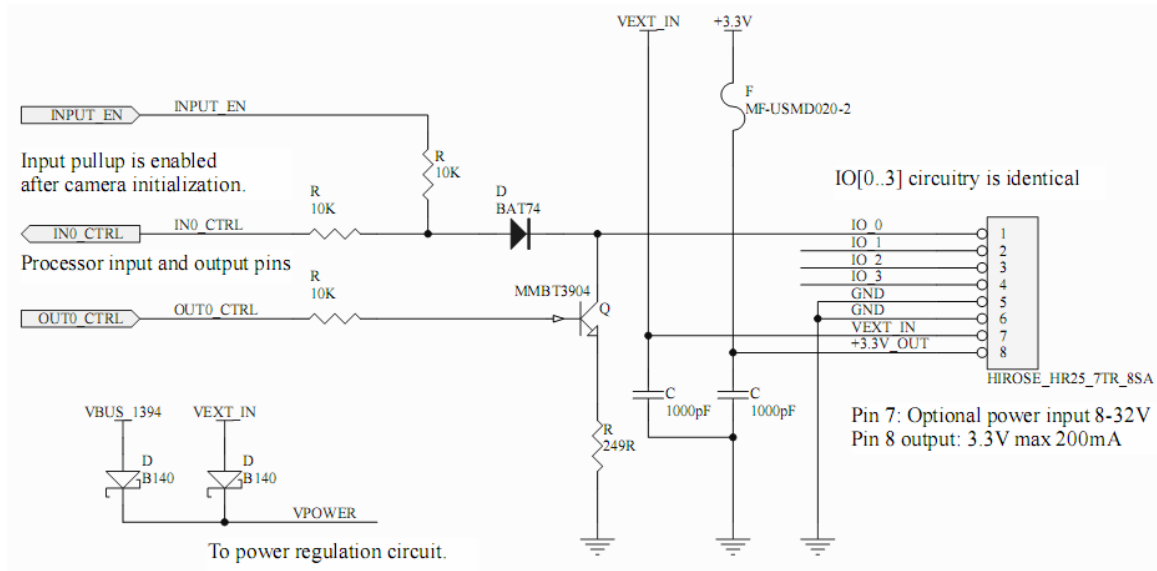 VEXT_IN
+3.3V
F
MF-USMD020-2
INPUT_EN
INPUT_EN
Input pullup is enabled
after camera initialization.
R
10K
IO[0..3] circuitry is identical
R
10K
D
BAT74
IN0_CTRL
IN0_CTRL
IO_0
1
IO_1
2
IO_2
3
IO_3
4
GND
5
GND
6
VEXT_IN
7
+3.3V_OUT
8
HIROSE_HR25_7TR_8SA
Processor input and output pins
R
10K
MMBT3904
Q
OUT0_CTRL
OUT0_CTRL
C
1000pF
C
1000pF
Pin 7: Optional power input 8-32V
Pin 8 output: 3.3V max 200mA
R
249R
VBUS_1394
VEXT_IN
D
B140
D
B140
VPOWER
To power regulation circuit.